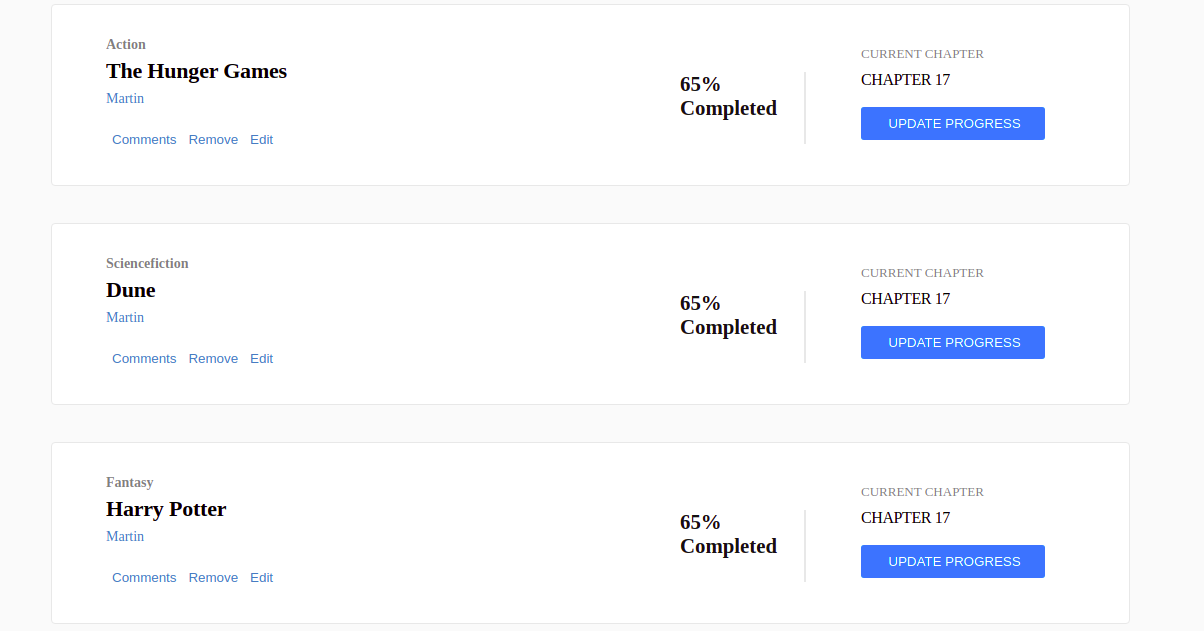 Action
The Hunger Games
Martin
Comments Remove Edit
65%
Completed
CURRENT CHAPTER
CHAPTER 17
UPDATE PROGRESS
Sciencefiction
Dune
Martin
Comments Remove Edit
65%
Completed
CURRENT CHAPTER
CHAPTER 17
UPDATE PROGRESS
Fantasy
Harry Potter
Martin
Comments Remove Edit
65%
Completed
CURRENT CHAPTER
CHAPTER 17
UPDATE PROGRESS